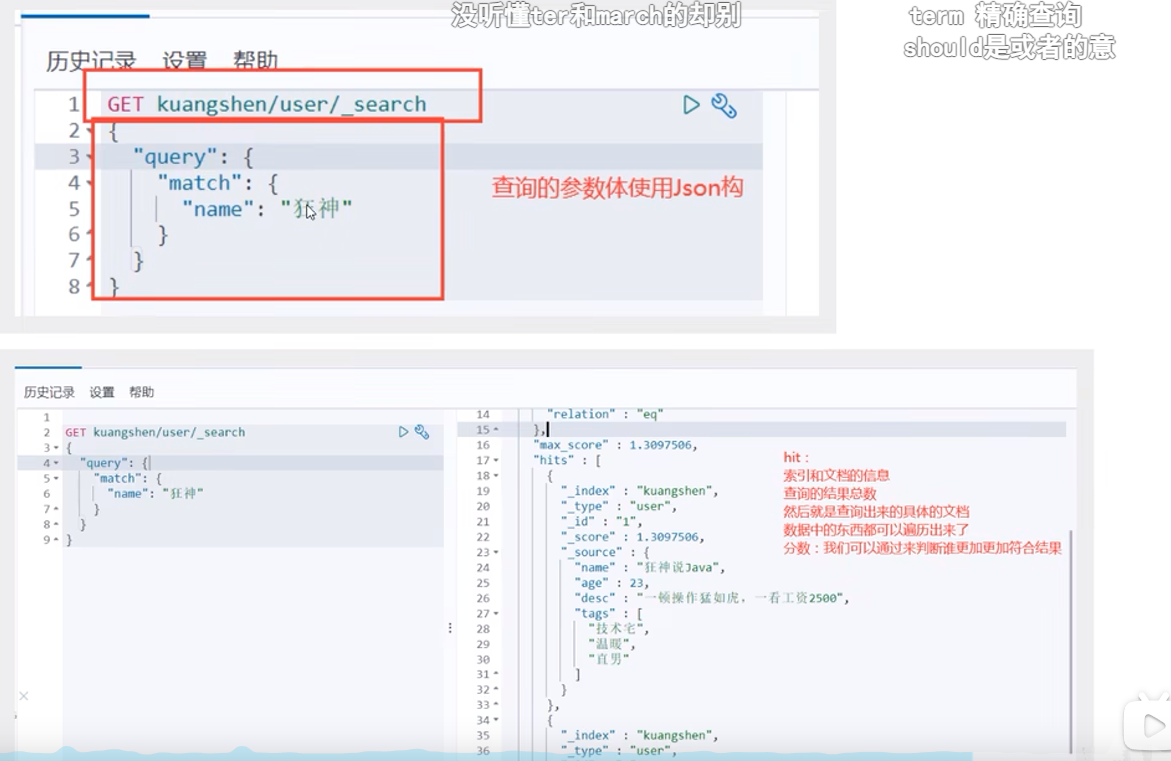 没听懂ter和march的却别
term 精确查询
should是或者的意
历史记录 设置 帮助
1 GET kuangshen/user/_search
2 {
3 "query": {
4 "match": {
5 "name": "狂神"
6 }
7 }
8 }
查询的参数体使用Json构
历史记录 设置 帮助
1
2 GET kuangshen/user/_search
3 {
4 "query": {
5 "match": {
6 "name": "狂神"
7 }
8 }
9 }
14 "relation" : "eq"
15 },
16 "max_score" : 1.3097506,
17 "hits" : [
18 {
19 "_index" : "kuangshen",
20 "_type" : "user",
21 "_id" : "1",
22 "_score" : 1.3097506,
23 "_source" : {
24 "name" : "狂神说Java",
25 "age" : 23,
26 "desc" : "一顿操作猛如虎，一看工资2500",
27 "tags" : [
28 "技术宅",
29 "温暖",
30 "直男"
31 ]
32 }
33 },
34 {
35 "_index" : "kuangshen",
36 "_type" : "user",
hit：
索引和文档的信息
查询的结果总数
然后就是查询出来的具体的文档
数据中的东西都可以遍历出来了
分数：我们可以通过来判断谁更加更加符合结果